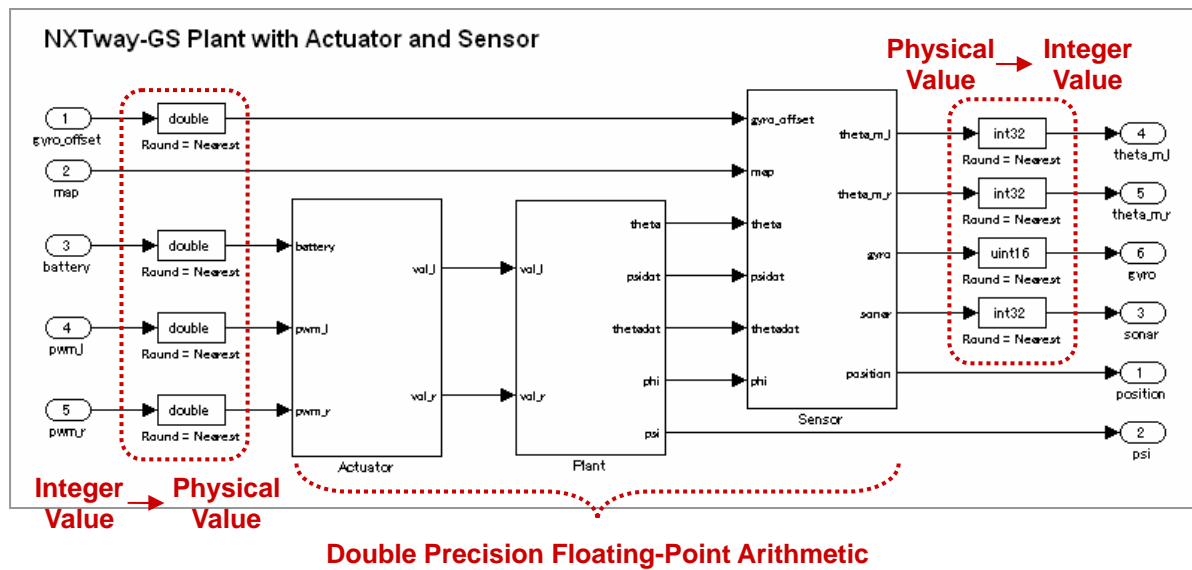 NXTway-GS Plant with Actuator and Sensor
Physical Value
Integer Value
1
gyro_offset
double
Round = Nearest
2
map
3
battery
double
Round = Nearest
4
pwm_l
double
Round = Nearest
5
pwm_r
double
Round = Nearest
battery
pwm_l
pwm_r
vol_l
vol_r
Actuator
vol_l
vol_r
theta
psidot
thetadot
phi
psi
Plant
gyro_offset
map
theta
psidot
thetadot
phi
theta_m_l
theta_m_r
gyro
sonar
position
Sensor
int32
Round = Nearest
int32
Round = Nearest
uint16
Round = Nearest
int32
Round = Nearest
4
theta_m_l
5
theta_m_r
6
gyro
3
sonar
1
position
2
psi
Integer Value
Physical Value
Double Precision Floating-Point Arithmetic